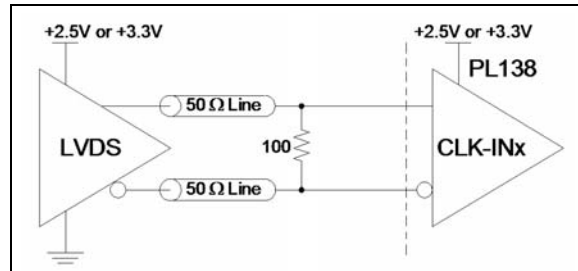 +2.5V or +3.3V
+2.5V or +3.3V
PL138
50 Ω Line
LVDS
100
CLK-INx
50 Ω Line